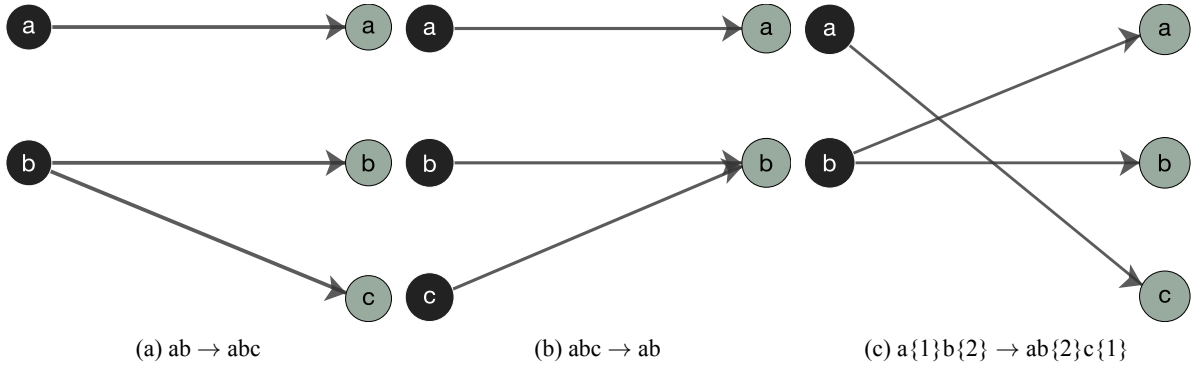 a a a a a a
b b b b b b
c c c c
(a) ab → abc (b) abc → ab (c) a{1}b{2} → ab{2}c{1}